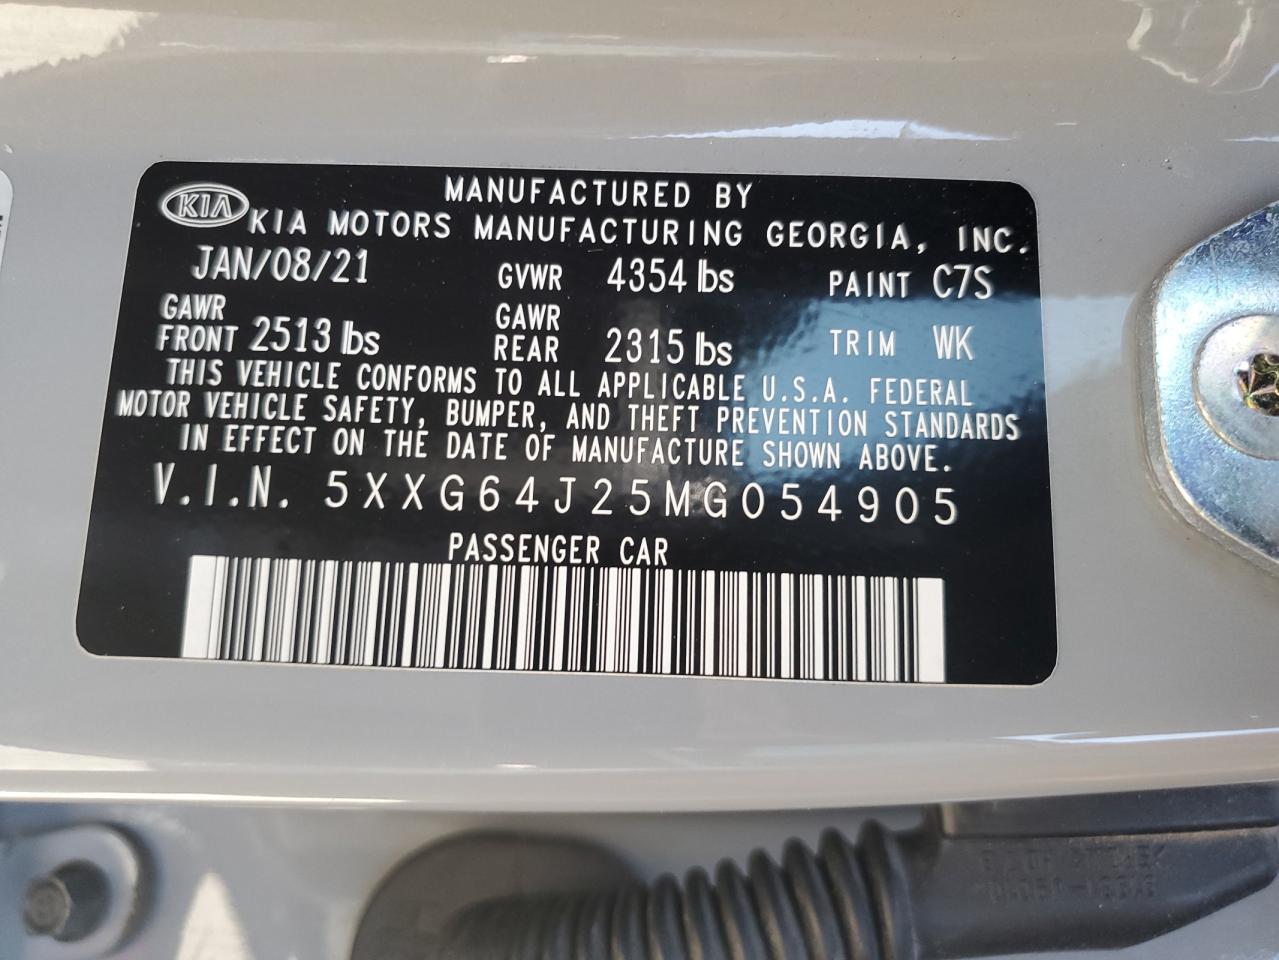 MANUFACTURED BY
KIA KIA MOTORS MANUFACTURING GEORGIA, INC.
JAN/08/21 GVWR 4354 lbs PAINT C7S
GAWR FRONT 2513 lbs GAWR REAR 2315 lbs TRIM WK
THIS VEHICLE CONFORMS TO ALL APPLICABLE U.S.A. FEDERAL
MOTOR VEHICLE SAFETY, BUMPER, AND THEFT PREVENTION STANDARDS
IN EFFECT ON THE DATE OF MANUFACTURE SHOWN ABOVE.
V.I.N. 5XXG64J25MG054905
PASSENGER CAR